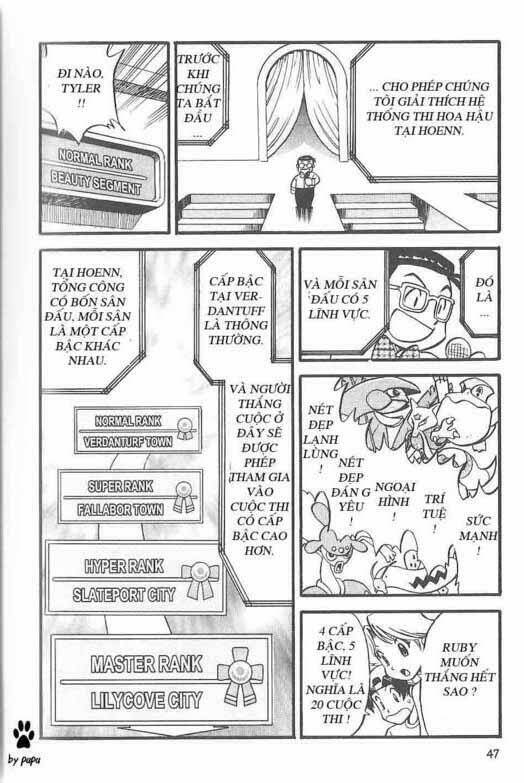 ĐI NÀO,
TYLER
!!
NORMAL RANK
BEAUTY SEGMENT
TRƯỚC
KHI
CHÚNG
TA BẤT
ĐẦU
...
... CHO PHÉP CHÚNG
TÔI GIẢI THÍCH HỆ
THỐNG THI HOA HẬU
TẠI HOENN.
TẠI HOENN,
TỔNG CÔNG
CÓ BỐN SÂN
ĐẤU, MỖI SÂN
LÀ MỘT CẤP
BẬC KHÁC
NHAU.
CẤP BẬC
TẠI VER-
DANTUFF
LÀ THÔNG
THƯỜNG.
VÀ NGƯỜI
THẮNG
CUỘC Ở
ĐÂY SẼ
ĐƯỢC
PHÉP
THAM GIA
VÀO
CUỘC THI
CÓ CẤP
BẬC CAO
HƠN.
NORMAL RANK
VERDANTURF TOWN
SUPER RANK
FALLABOR TOWN
HYPER RANK
SLATEPORT CITY
MASTER RANK
LILYCOVE CITY
VÀ MỖI SÂN
ĐẤU CÓ 5
LĨNH VỰC.
ĐÓ
LÀ
...
NÉT
ĐẸP
LẠNH
LÙNG
!
NÉT
ĐẸP
ĐÁNG
YÊU
!
NGOẠI
HÌNH
!
TRÍ
TUỆ
!
SỨC
MẠNH
!
4 CẤP
BẬC, 5
LĨNH
VỰC!
NGHĨA LÀ
20 CUỘC
THI !
RUBY
MUỐN
THẮNG HẾT
SAO ?
by papu
47